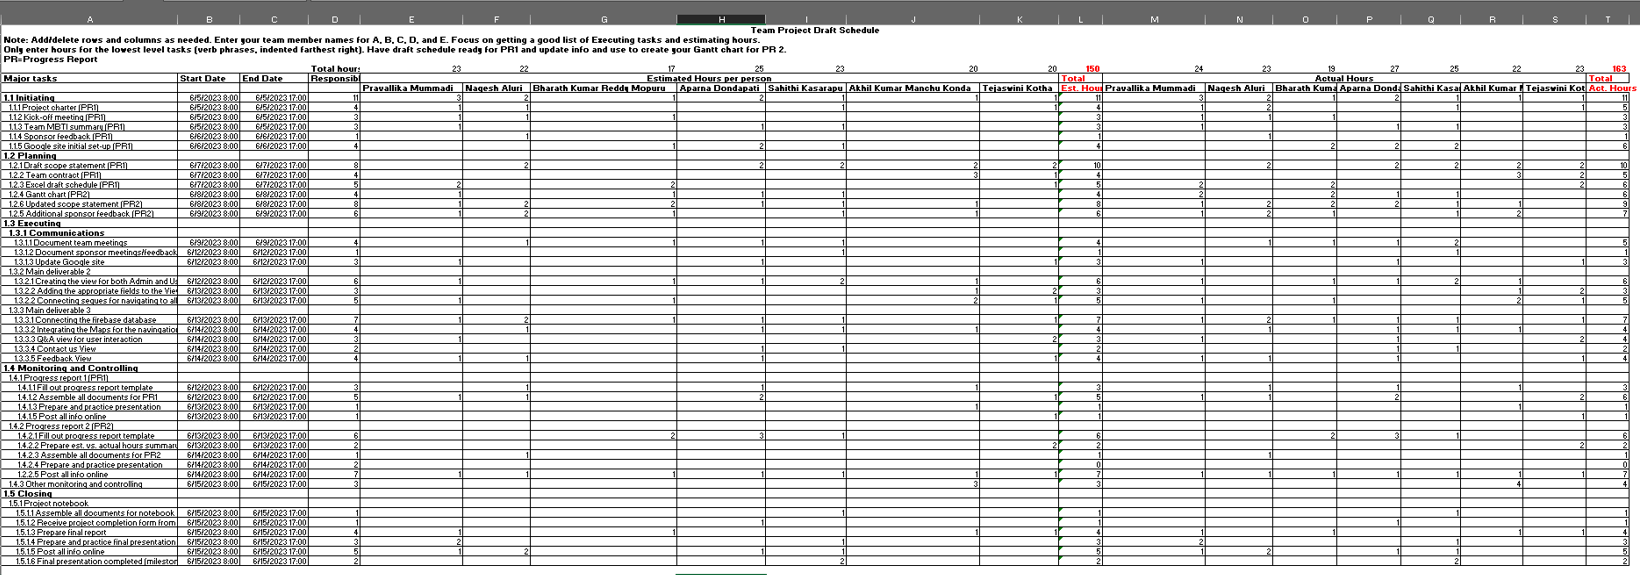 A B C D E F G H I J K L M N O P Q R S T
Team Project Draft Schedule
Note: Add/delete rows and columns as needed. Enter your team member names for A, B, C, D, and E. Focus on getting a good list of Executing tasks and estimating hours.
Only enter hours for the lowest level tasks (verb phrases, indented farthest right). Have draft schedule ready for PR1 and update info and use to create your Gantt chart for PR 2.
PR=Progress Report
Total hour: 23 22 17 25 23 20 20 150 24 23 19 27 25 22 23 163
Major tasks Start Date End Date Responsibl Estimated Hours per person Total Actual Hours Total
Pravallika Mummadi Nagesh Aluri Bharath Kumar Reddy Mopuru Aparna Dondapati Sahithi Kasarapu Akhil Kumar Manchu Konda Tejaswini Kotha Est. Hou Pravallika Mummadi Nagesh Aluri Bharath Kuma Aparna Donda Sahithi Kasa Akhil Kumar Tejaswini Kot Act. Hours
1.1 Initiating 6/5/2023 8:00 6/5/2023 17:00 11 3 2 1 2 1 1 1 11 3 2 1 2 1 1 1 11
1.1.1 Project charter (PR1) 6/5/2023 8:00 6/5/2023 17:00 4 1 1 1 1 4 1 1 1 1 5
1.1.2 Kick-off meeting (PR1) 6/5/2023 8:00 6/5/2023 17:00 3 1 1 1 3 1 1 1 3
1.1.3 Team MBTI summary (PR1) 6/5/2023 8:00 6/5/2023 17:00 3 1 1 1 3 1 1 1 3
1.1.4 Sponsor feedback (PR1) 6/6/2023 8:00 6/6/2023 17:00 1 1 1 1 1
1.1.5 Google site initial set-up (PR1) 6/6/2023 8:00 6/6/2023 17:00 4 1 2 1 4 2 2 2 6
1.2 Planning
1.2.1 Draft scope statement (PR1) 6/7/2023 8:00 6/7/2023 17:00 8 2 2 2 2 2 10 2 2 2 2 2 10
1.2.2 Team contract (PR1) 6/7/2023 8:00 6/7/2023 17:00 4 3 1 4 3 2 5
1.2.3 Excel draft schedule (PR1) 6/7/2023 8:00 6/7/2023 17:00 5 2 2 1 5 2 2 2 6
1.2.4 Gantt chart (PR2) 6/8/2023 8:00 6/8/2023 17:00 4 1 1 1 1 4 2 2 1 1 6
1.2.6 Updated scope statement (PR2) 6/8/2023 8:00 6/8/2023 17:00 8 1 2 2 1 1 1 8 1 2 2 2 1 1 9
1.2.5 Additional sponsor feedback (PR2) 6/9/2023 8:00 6/9/2023 17:00 6 1 2 1 1 1 6 1 2 1 1 2 7
1.3 Executing
1.3.1 Communications
1.3.1.1 Document team meetings 6/9/2023 8:00 6/9/2023 17:00 4 1 1 1 1 4 1 1 1 2 5
1.3.1.2 Document sponsor meetings/feedback 6/12/2023 8:00 6/12/2023 17:00 1 1 1 1 1
1.3.1.3 Update Google site 6/12/2023 8:00 6/12/2023 17:00 3 1 1 1 3 1 1 1 3
1.3.2 Main deliverable 2
1.3.2.1 Creating the view for both Admin and Us 6/12/2023 8:00 6/12/2023 17:00 6 1 1 1 2 1 6 1 1 1 2 1 6
1.3.2.2 Adding the appropriate fields to the Vie 6/13/2023 8:00 6/13/2023 17:00 3 1 2 3 1 2 3
1.3.2.2 Connecting segues for navigating to all 6/13/2023 8:00 6/13/2023 17:00 5 1 1 2 1 5 1 1 2 1 5
1.3.3 Main deliverable 3
1.3.3.1 Connecting the firebase database 6/13/2023 8:00 6/13/2023 17:00 7 1 2 1 1 1 1 7 1 2 1 1 1 1 7
1.3.3.2 Integrating the Maps for the navingatior 6/14/2023 8:00 6/14/2023 17:00 4 1 1 1 1 4 1 1 1 1 4
1.3.3.3 Q&A view for user interaction 6/14/2023 8:00 6/14/2023 17:00 3 1 2 3 1 1 2 4
1.3.3.4 Contact us View 6/14/2023 8:00 6/14/2023 17:00 2 1 1 2 1 1 2
1.3.3.5 Feedback View 6/14/2023 8:00 6/14/2023 17:00 4 1 1 1 1 4 1 1 1 1 4
1.4 Monitoring and Controlling
1.4.1 Progress report 1 (PR1)
1.4.1.1 Fill out progress report template 6/12/2023 8:00 6/12/2023 17:00 3 1 1 1 3 1 1 1 3
1.4.1.2 Assemble all documents for PR1 6/12/2023 8:00 6/12/2023 17:00 5 1 1 2 1 5 1 1 2 2 6
1.4.1.3 Prepare and practice presentation 6/13/2023 8:00 6/13/2023 17:00 1 1 1 1 1
1.4.1.5 Post all info online 6/13/2023 8:00 6/13/2023 17:00 1 1 1 1 1
1.4.2 Progress report 2 (PR2)
1.4.2.1 Fill out progress report template 6/13/2023 8:00 6/13/2023 17:00 6 2 3 1 6 2 3 1 6
1.4.2.2 Prepare est. vs. actual hours summary 6/14/2023 8:00 6/14/2023 17:00 2 2 2 2 2
1.4.2.3 Assemble all documents for PR2 6/14/2023 8:00 6/14/2023 17:00 1 1 1 1 1
1.4.2.4 Prepare and practice presentation 6/14/2023 8:00 6/14/2023 17:00 2 0 0
1.2.2.5 Post all info online 6/15/2023 8:00 6/15/2023 17:00 7 1 1 1 1 1 1 1 7 1 1 1 1 1 1 1 7
1.4.3 Other monitoring and controlling 6/15/2023 8:00 6/15/2023 17:00 3 3 3 4 4
1.5 Closing
1.5.1 Project notebook
1.5.1.1 Assemble all documents for notebook 6/15/2023 8:00 6/15/2023 17:00 1 1 1 1 1
1.5.1.2 Receive project completion form from 6/15/2023 8:00 6/15/2023 17:00 1 1 1 1 1
1.5.1.3 Prepare final report 6/15/2023 8:00 6/15/2023 17:00 4 1 1 1 1 4 1 1 1 1 4
1.5.1.4 Prepare and practice final presentation 6/15/2023 8:00 6/15/2023 17:00 3 2 1 3 2 1 3
1.5.1.5 Post all info online 6/15/2023 8:00 6/15/2023 17:00 5 1 2 1 1 5 1 2 1 1 5
1.5.1.6 Final presentation completed (milestor 6/15/2023 8:00 6/15/2023 17:00 2 2 2 2 2